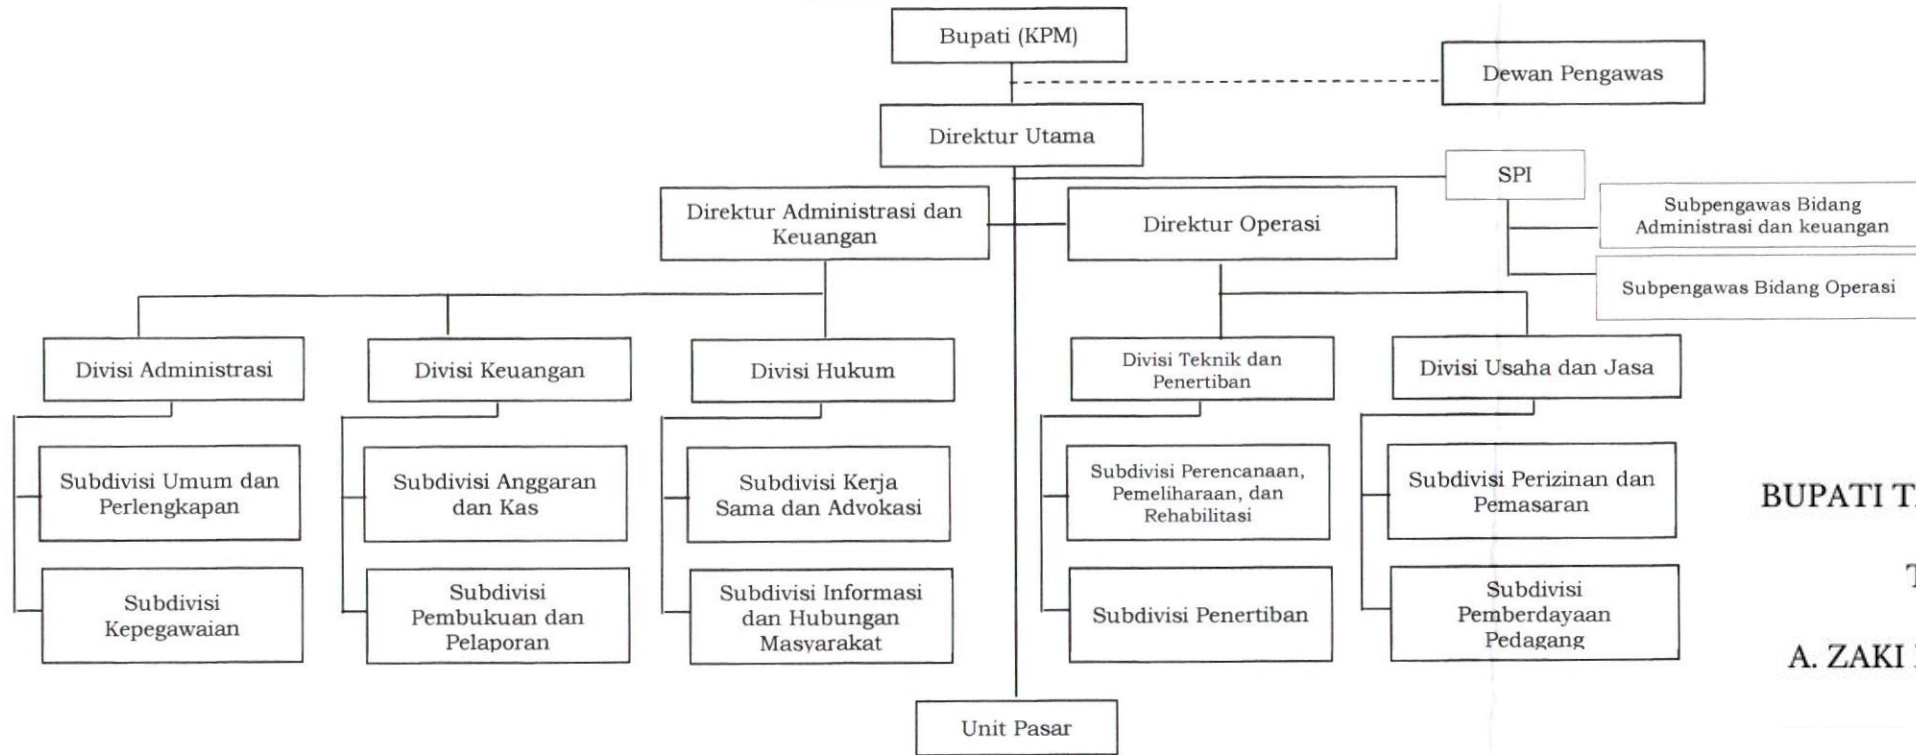 Bupati (KPM)
Dewan Pengawas
Direktur Utama
SPI
Subpengawas Bidang
Administrasi dan keuangan
Subpengawas Bidang Operasi
Direktur Administrasi dan
Keuangan
Direktur Operasi
Divisi Administrasi
Divisi Keuangan
Divisi Hukum
Divisi Teknik dan
Penertiban
Divisi Usaha dan Jasa
Subdivisi Umum dan
Perlengkapan
Subdivisi Anggaran
dan Kas
Subdivisi Kerja
Sama dan Advokasi
Subdivisi Perencanaan,
Pemeliharaan, dan
Rehabilitasi
Subdivisi Perizinan dan
Pemasaran
Subdivisi
Kepegawaian
Subdivisi
Pembukuan dan
Pelaporan
Subdivisi Informasi
dan Hubungan
Masyarakat
Subdivisi Penertiban
Subdivisi
Pemberdayaan
Pedagang
Unit Pasar
BUPATI
A. ZAKI